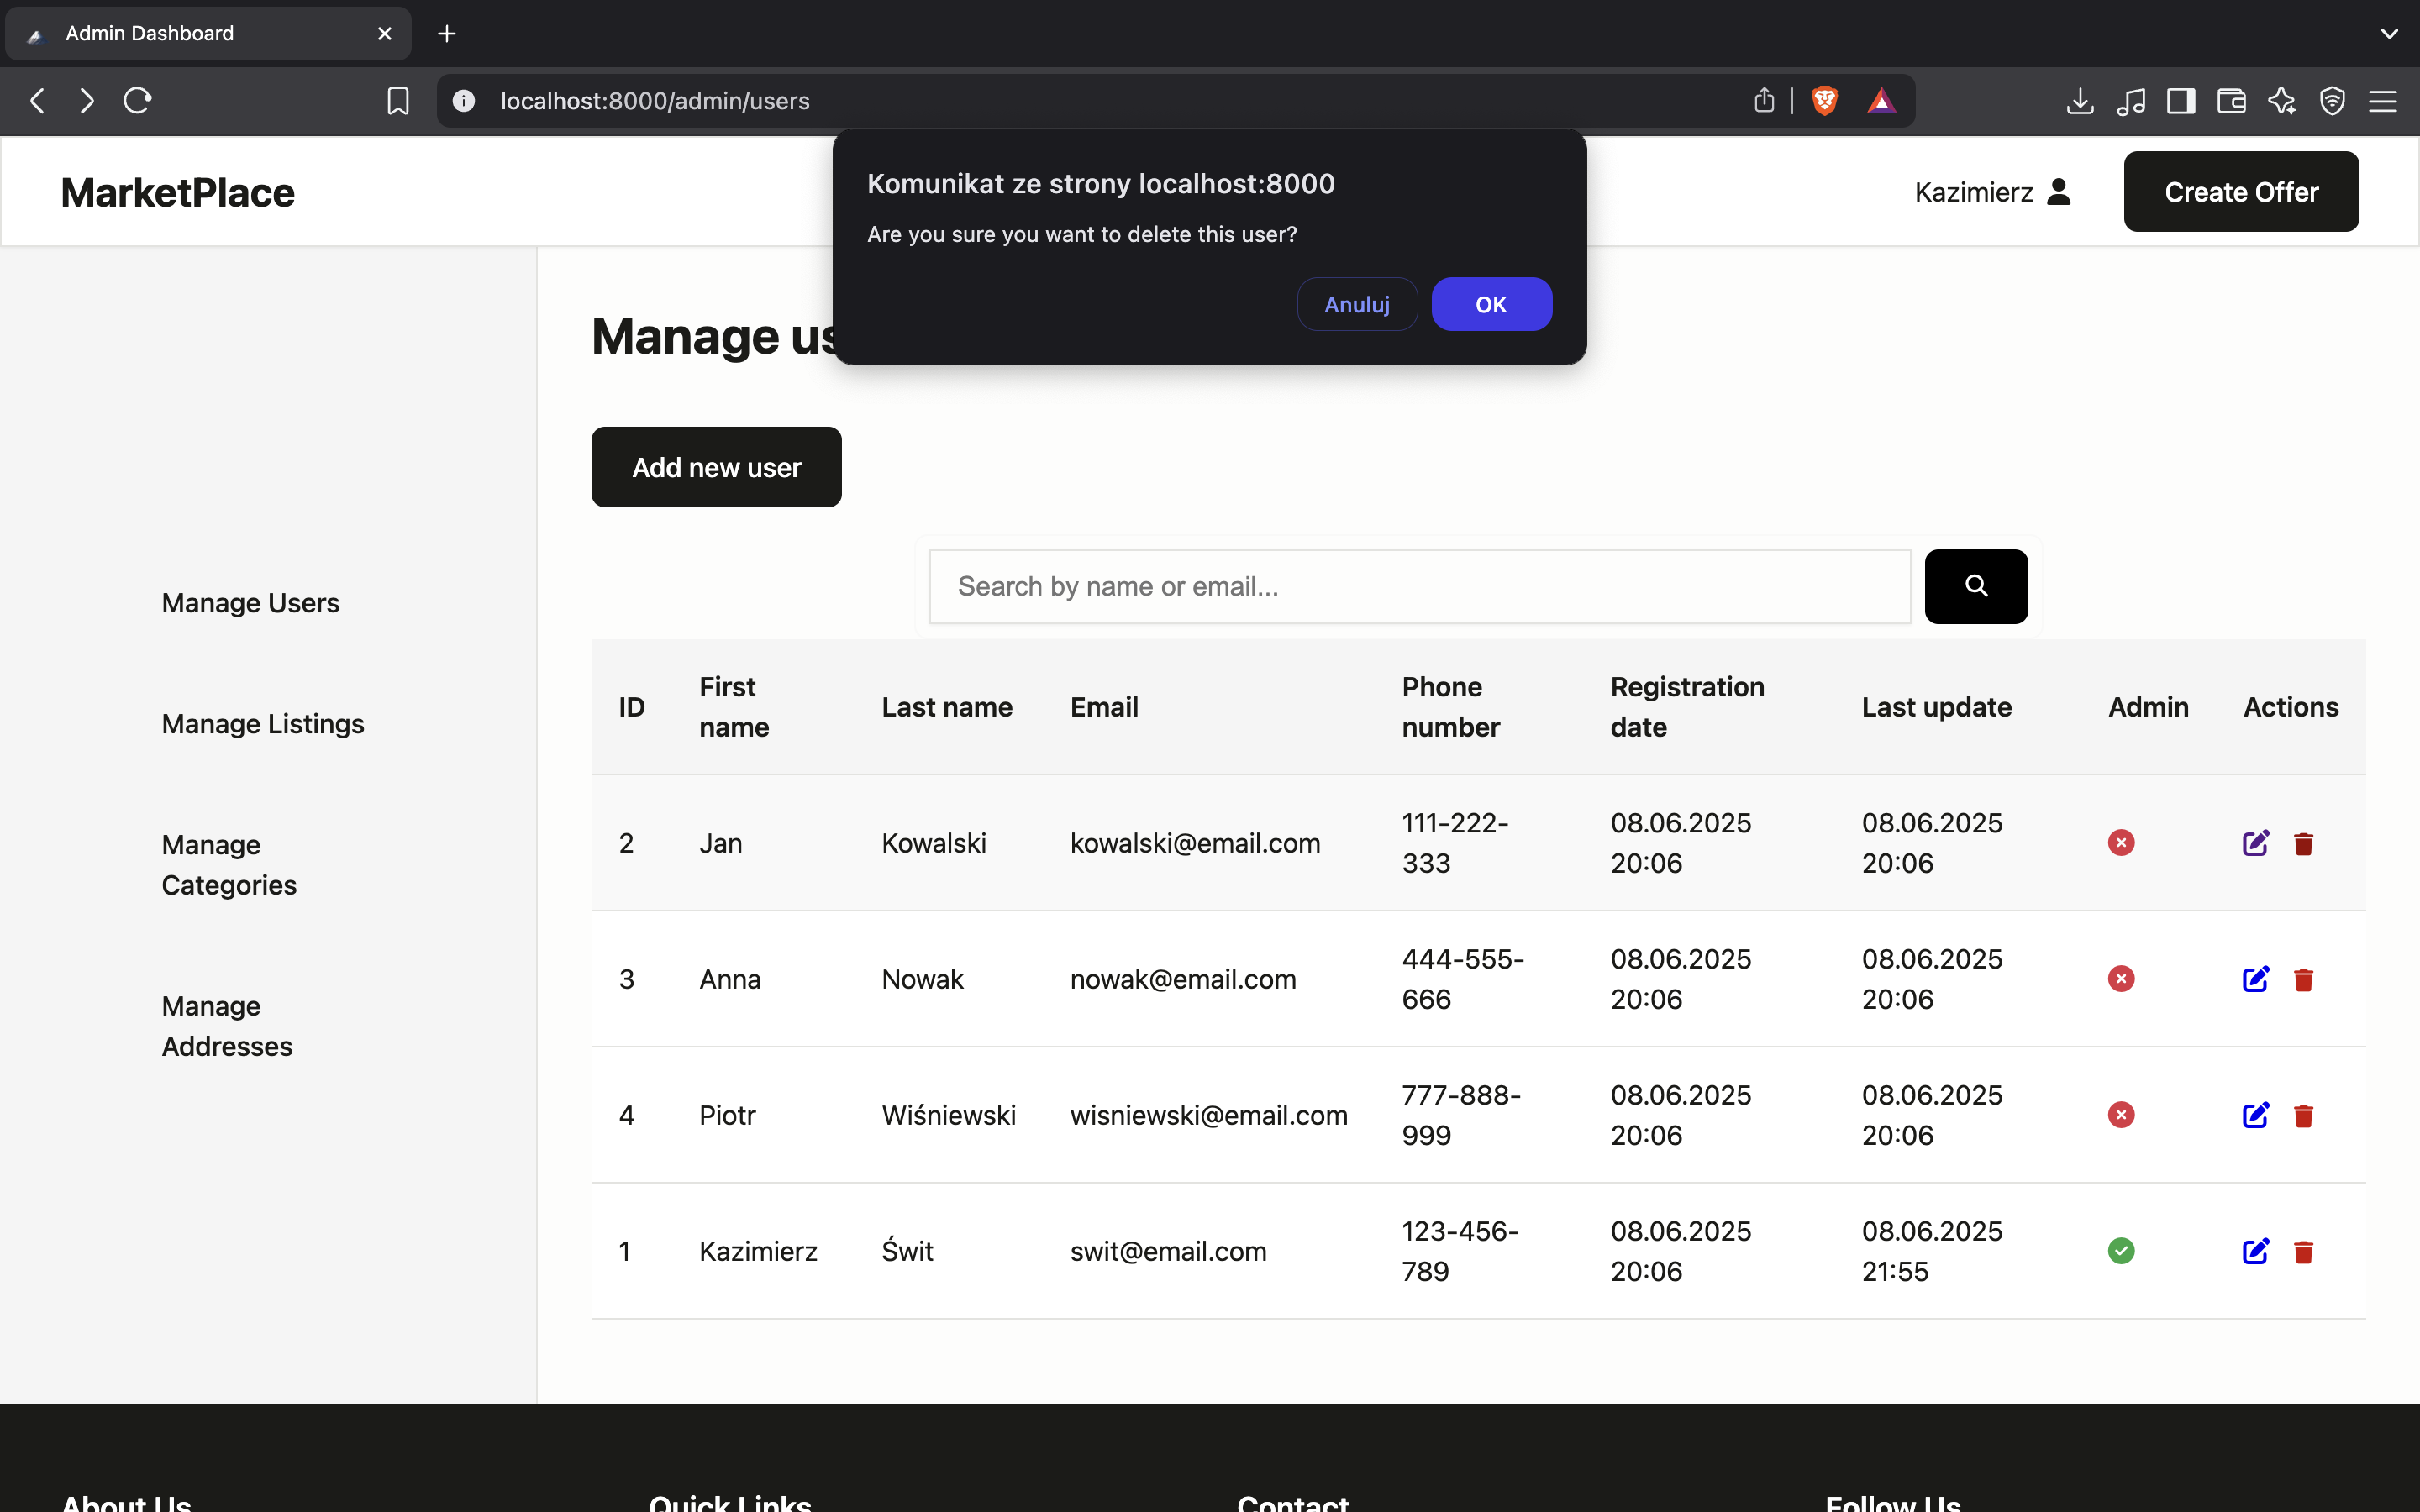 Admin Dashboard
localhost:8000/admin/users
Komunikat ze strony localhost:8000
Are you sure you want to delete this user?
Anuluj
OK
MarketPlace
Kazimierz
Create Offer
Manage Users
Manage Listings
Manage
Categories
Manage
Addresses
Manage
Add new user
Search by name or email...
ID
First
name
Last name
Email
Phone
number
Registration
date
Last update
Admin
Actions
2
Jan
Kowalski
kowalski@email.com
111-222-
333
08.06.2025
20:06
08.06.2025
20:06
3
Anna
Nowak
nowak@email.com
444-555-
666
08.06.2025
20:06
08.06.2025
20:06
4
Piotr
Wiśniewski
wisniewski@email.com
777-888-
999
08.06.2025
20:06
08.06.2025
20:06
1
Kazimierz
Świt
swit@email.com
123-456-
789
08.06.2025
20:06
08.06.2025
21:55
About Us
Quick Links
Contact
Follow Us